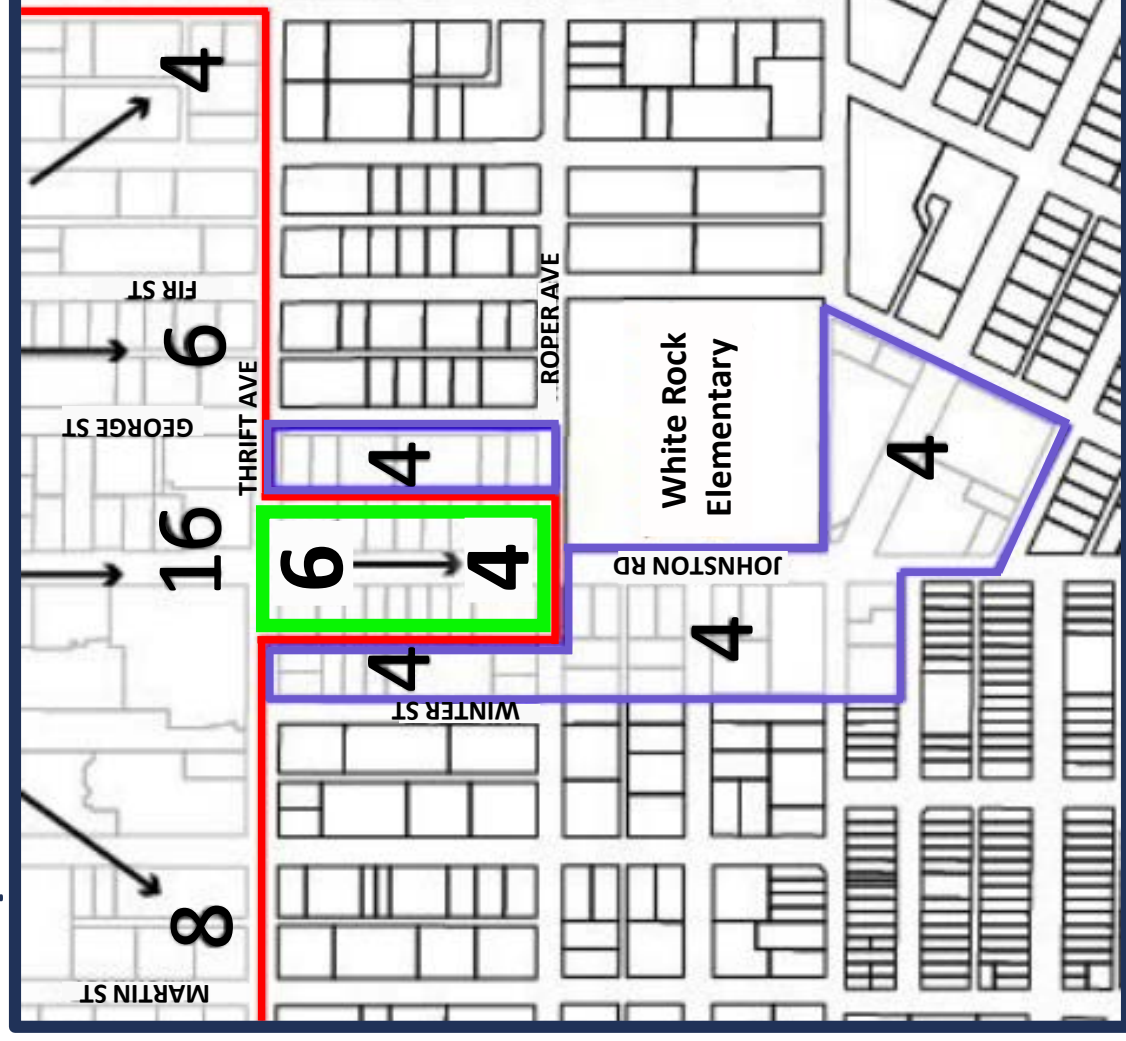 4
FIR ST
6
THRIFT AVE
GEORGE ST
ROPER AVE
White Rock
Elementary
4
16
6
4
JOHNSTON RD
4
4
4
WINTER ST
8
MARTIN ST